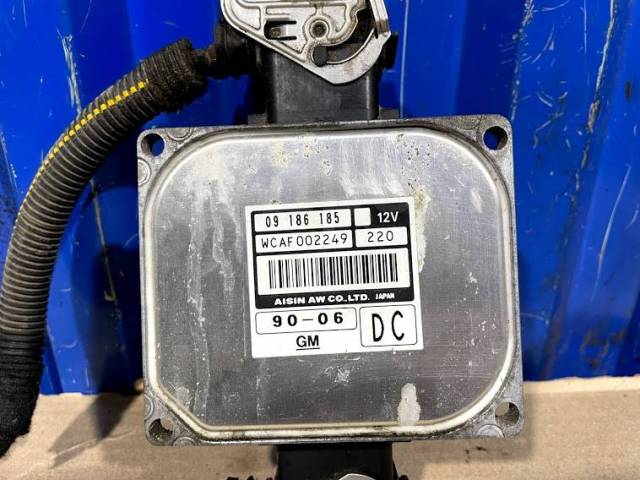 09 186 185 12V
WCAF002249 220
AISIN AW CO.,LTD. JAPAN
90-06 DC
GM